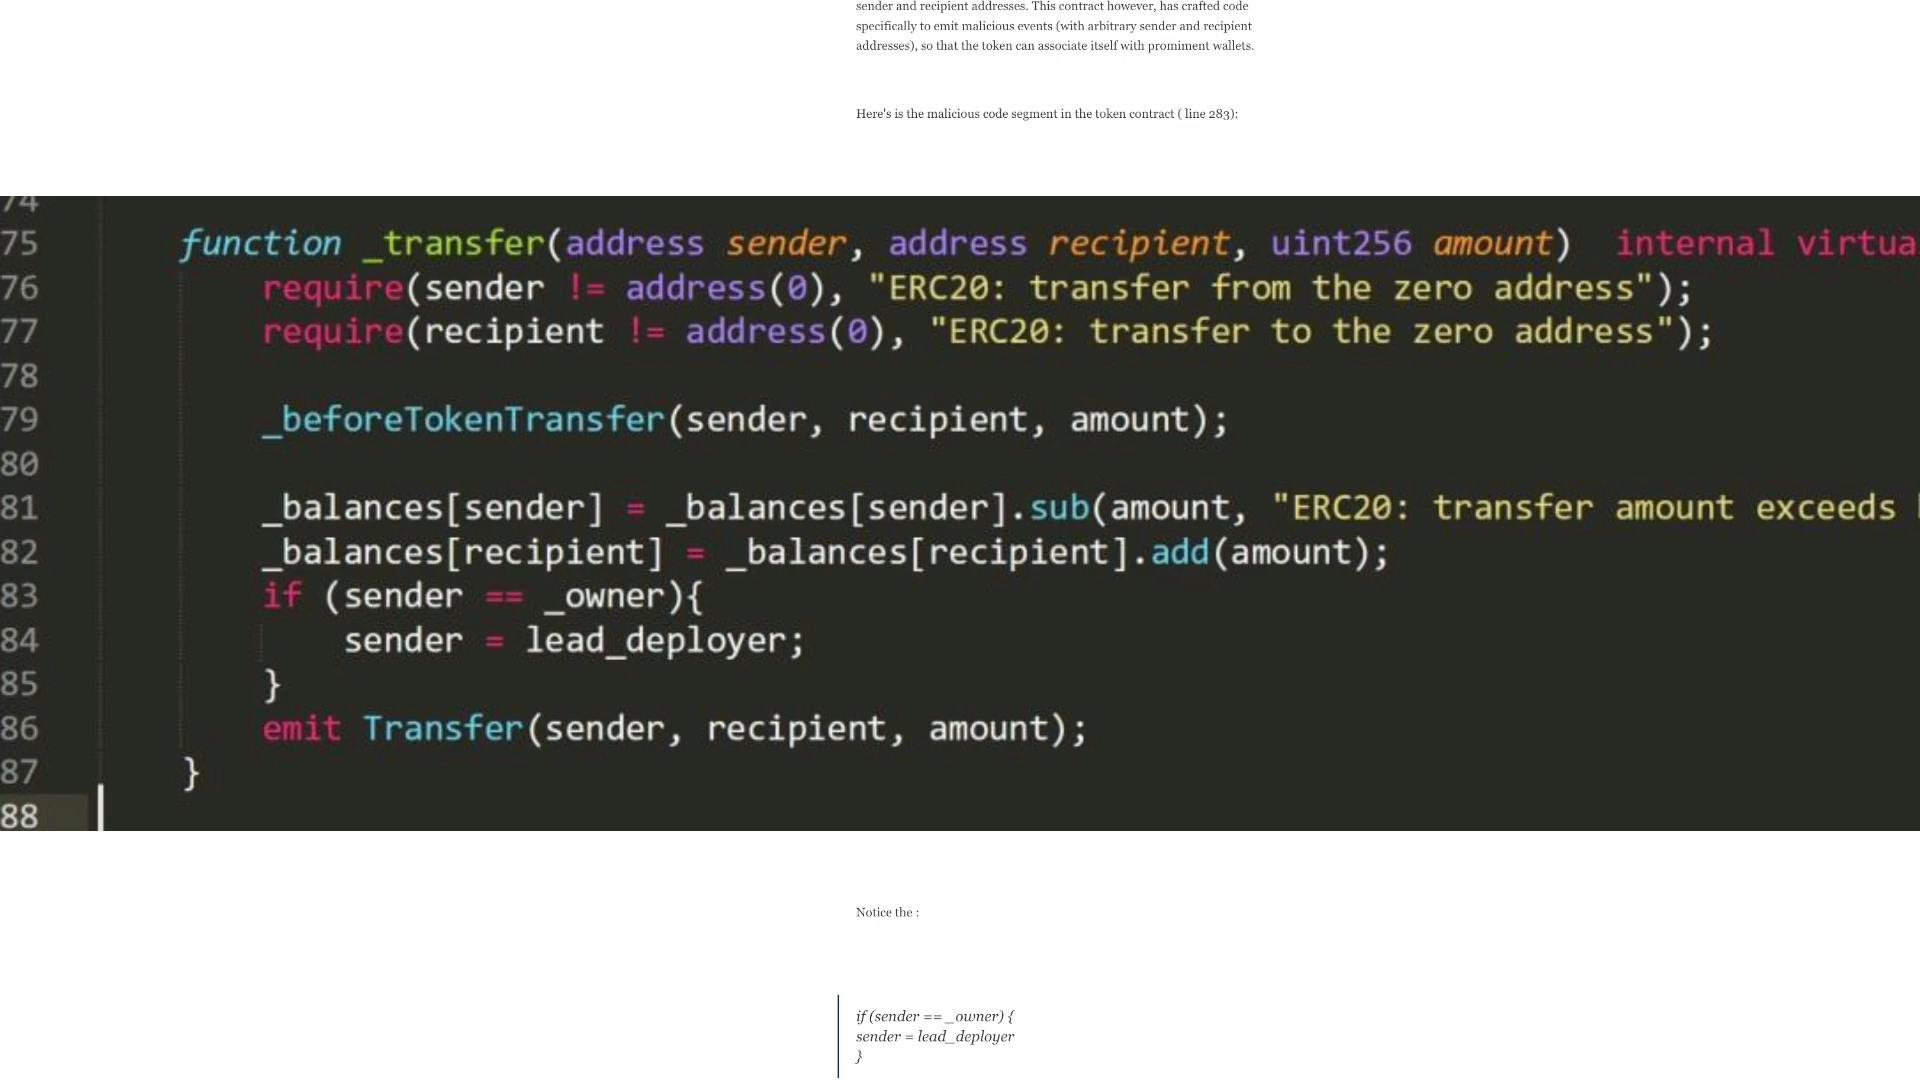 sender and recipient addresses. This contract however, has crafted code
specifically to emit malicious events (with arbitrary sender and recipient
addresses), so that the token can associate itself with promiment wallets.
Here's is the malicious code segment in the token contract ( line 283):
74
75 function _transfer(address sender, address recipient, uint256 amount)  internal virtua
76 require(sender != address(0), "ERC20: transfer from the zero address");
77 require(recipient != address(0), "ERC20: transfer to the zero address");
78
79 _beforeTokenTransfer(sender, recipient, amount);
80
81 _balances[sender] = _balances[sender].sub(amount, "ERC20: transfer amount exceeds
82 _balances[recipient] = _balances[recipient].add(amount);
83 if (sender == _owner){
84 sender = lead_deployer;
85 }
86 emit Transfer(sender, recipient, amount);
87 }
88
Notice the :
if (sender == _owner) {
sender = lead_deployer
}